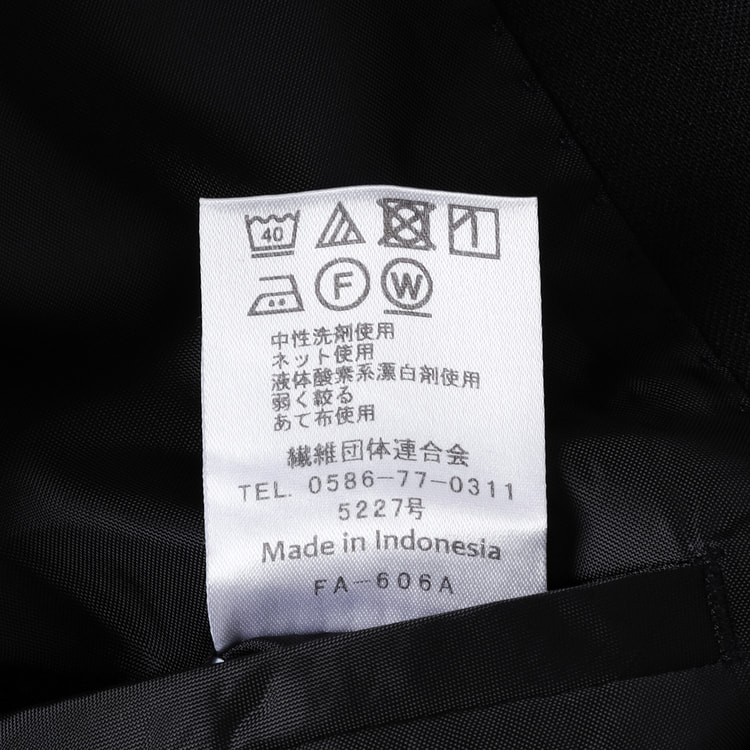 40
F W
中性洗剤使用
ネット使用
液体酸素系漂白剤使用
弱く絞る
あて布使用
繊維団体連合会
TEL. 0586-77-0311
5227号
Made in Indonesia
FA-606A